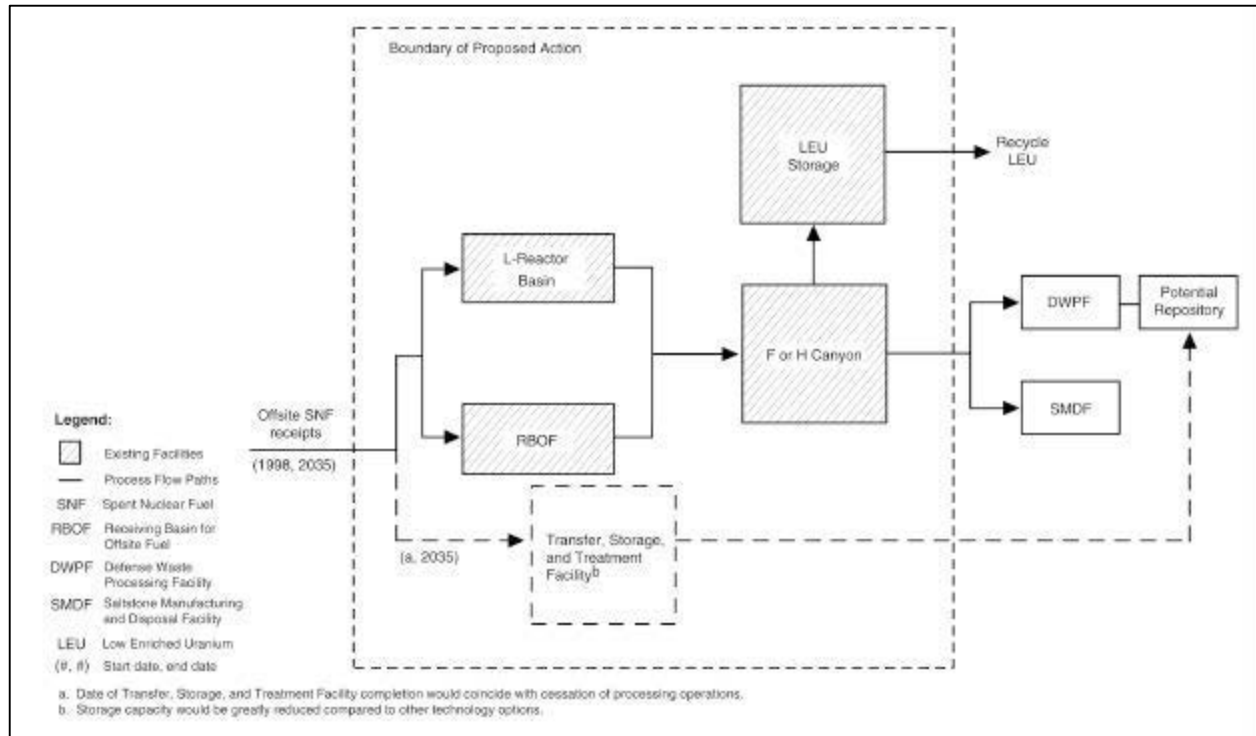 Boundary of Proposed Action
LEU
Storage
Recycle
LEU
L-Reactor
Basin
F or H Canyon
DWPF
Potential
Repository
SMDF
RBOF
Offsite SNF
receipts
(1998, 2035)
(a, 2035)
Transfer, Storage,
and Treatment
Facilityb
Legend:
Existing Facilities
Process Flow Paths
SNF Spent Nuclear Fuel
RBOF Receiving Basin for
Offsite Fuel
DWPF Defense Waste
Processing Facility
SMDF Saltstone Manufacturing
and Disposal Facility
LEU Low Enriched Uranium
(#, #) Start date, end date
a. Date of Transfer, Storage, and Treatment Facility completion would coincide with cessation of processing operations.
b. Storage capacity would be greatly reduced compared to other technology options.